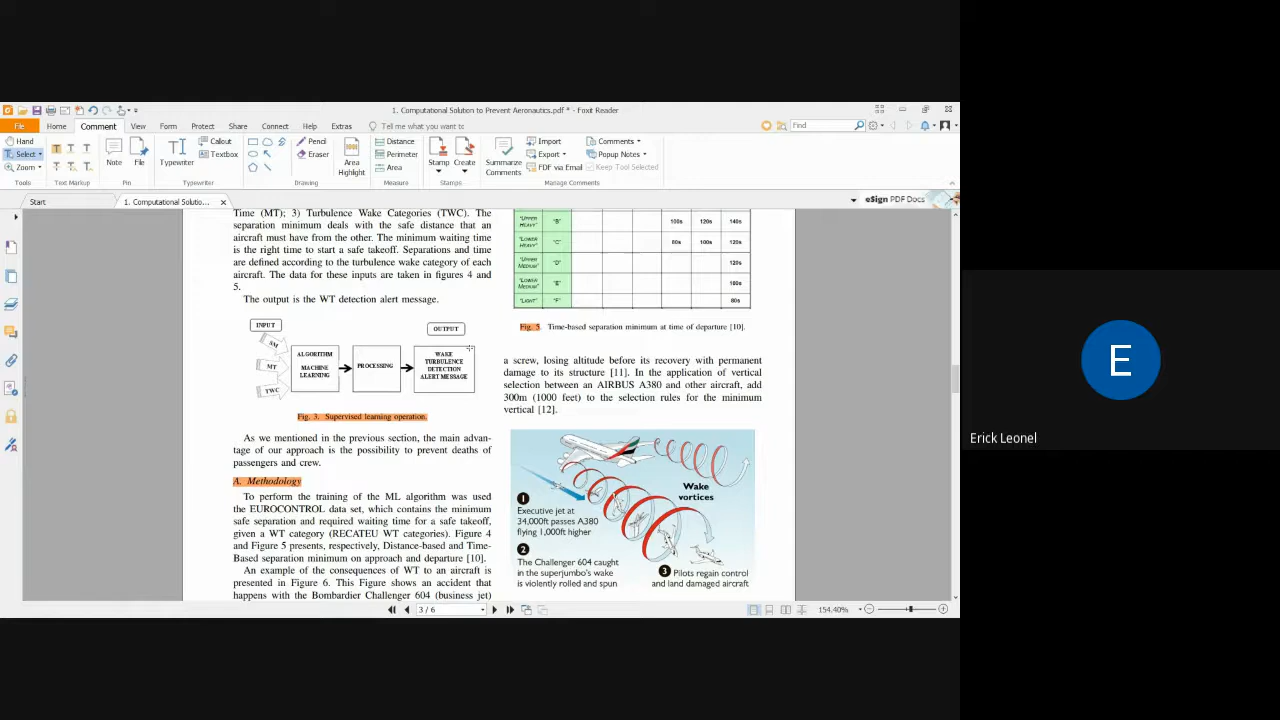 1. Computational Solution to Prevent Aeronautics.pdf * - Foxit Reader
File Home Comment View Form Protect Share Connect Help Extras Tell me what you want to Find
Hand
Select
Zoom
Tools
Text Markup
Note
File
Pin
Typewriter
Callout
Textbox
Typewriter
Pencil
Eraser
Drawing
Area Highlight
Distance
Perimeter
Area
Measure
Stamp
Create
Stamps
Summarize Comments
Import
Export
FDF via Email
Comments
Popup Notes
Keep Tool Selected
Manage Comments
Start
1. Computational Solutio...
eSign PDF Docs
Time (MT); 3) Turbulence Wake Categories (TWC). The
separation minimum deals with the safe distance that an
aircraft must have from the other. The minimum waiting time
is the right time to start a safe takeoff. Separations and time
are defined according to the turbulence wake category of each
aircraft. The data for these inputs are taken in figures 4 and
5.
The output is the WT detection alert message.
INPUT
SM
MT
TWC
ALGORITHM
MACHINE
LEARNING
PROCESSING
OUTPUT
WAKE
TURBULENCE
DETECTION
ALERT MESSAGE
Fig. 3. Supervised learning operation.
As we mentioned in the previous section, the main advan-
tage of our approach is the possibility to prevent deaths of
passengers and crew.
A. Methodology
To perform the training of the ML algorithm was used
the EUROCONTROL data set, which contains the minimum
safe separation and required waiting time for a safe takeoff,
given a WT category (RECATEU WT categories). Figure 4
and Figure 5 presents, respectively, Distance-based and Time-
Based separation minimum on approach and departure [10].
An example of the consequences of WT to an aircraft is
presented in Figure 6. This Figure shows an accident that
happens with the Bombardier Challenger 604 (business jet)
"UPPER HEAVY" "B" 100s 120s 140s
"LOWER HEAVY" "C" 80s 100s 120s
"UPPER MEDIUM" "D" 120s
"LOWER MEDIUM" "E" 100s
"LIGHT" "F" 80s
Fig. 5. Time-based separation minimum at time of departure [10].
a screw, losing altitude before its recovery with permanent
damage to its structure [11]. In the application of vertical
selection between an AIRBUS A380 and other aircraft, add
300m (1000 feet) to the selection rules for the minimum
vertical [12].
Wake
vortices
1
Executive jet at
34,000ft passes A380
flying 1,000ft higher
2
The Challenger 604 caught
in the superjumbo's wake
is violently rolled and spun
3 Pilots regain control
and land damaged aircraft
3 / 6
154.40%
E
Erick Leonel